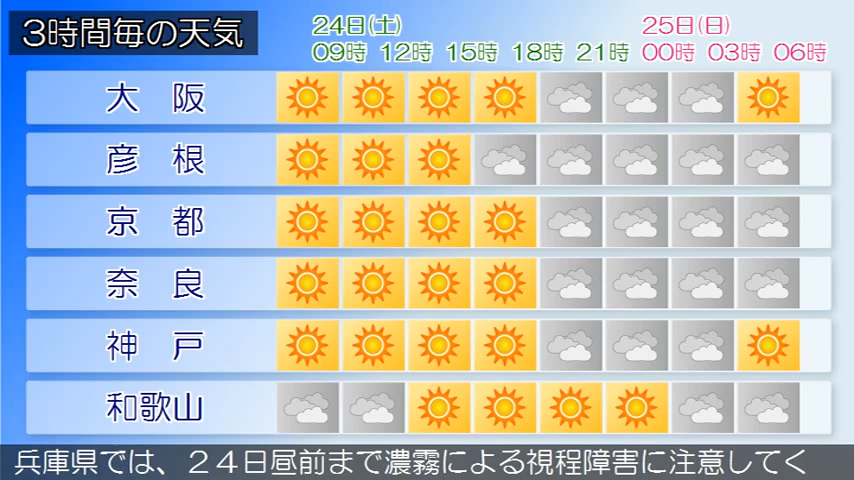 3時間毎の天気
24日(土) 25日(日)
09時 12時 15時 18時 21時 00時 03時 06時
大阪
彦根
京都
奈良
神戸
和歌山
兵庫県では、24日昼前まで濃霧による視程障害に注意してく